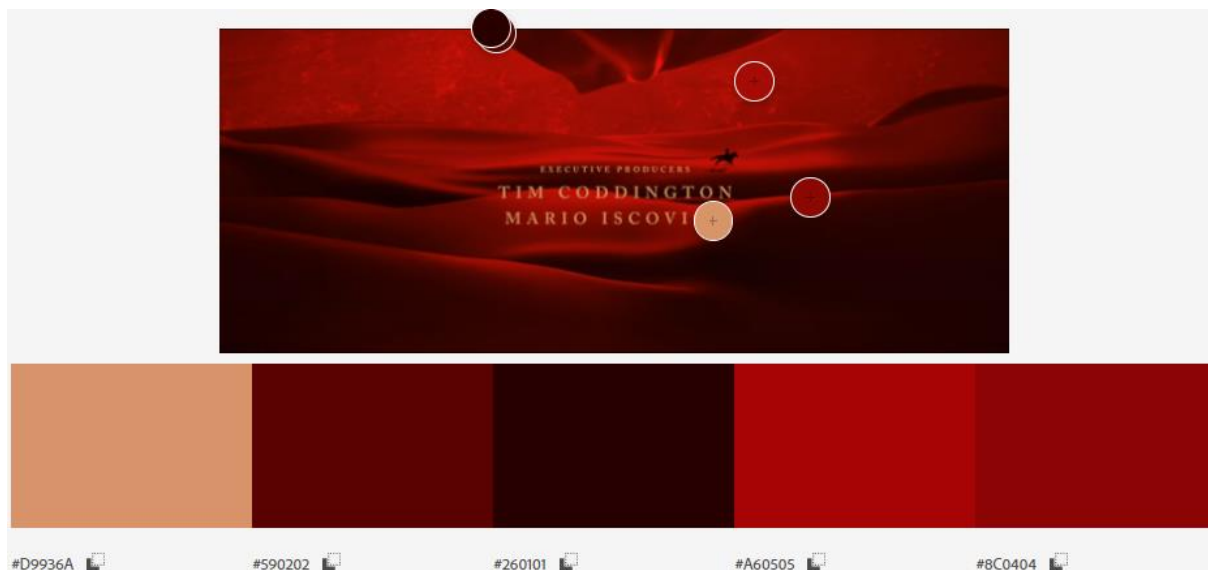 EXECUTIVE PRODUCERS
TIM CODDINGTON
MARIO ISCOVI
#D9936A
#590202
#260101
#A60505
#8C0404